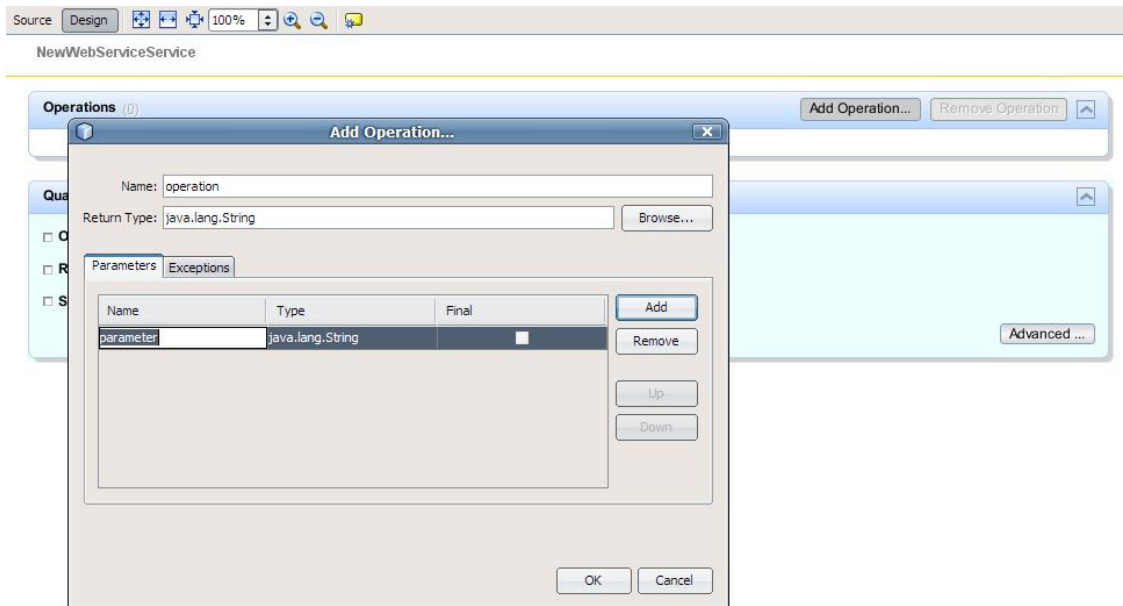 Source Design 100%
NewWebServiceService
Operations (0) Add Operation... Remove Operation
Add Operation...
Name: operation
Qua
Return Type: java.lang.String Browse...
O
Parameters Exceptions
R
S
Name Type Final Add
parameter java.lang.String Remove
Advanced ...
Up
Down
OK Cancel